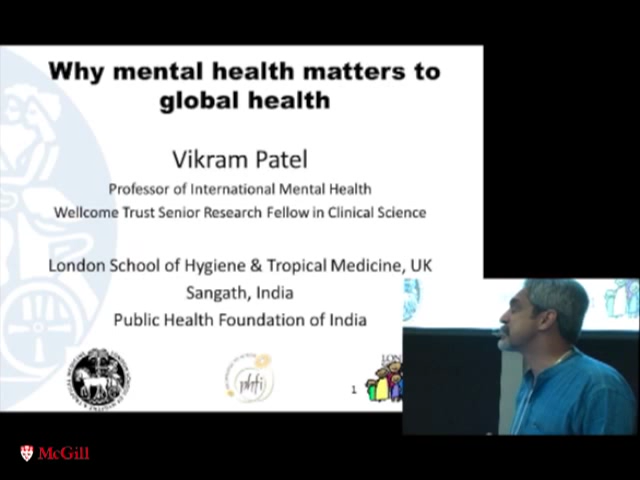 Why mental health matters to
global health
Vikram Patel
Professor of International Mental Health
Wellcome Trust Senior Research Fellow in Clinical Science
London School of Hygiene & Tropical Medicine, UK
Sangath, India
Public Health Foundation of India
phfi
1
McGill